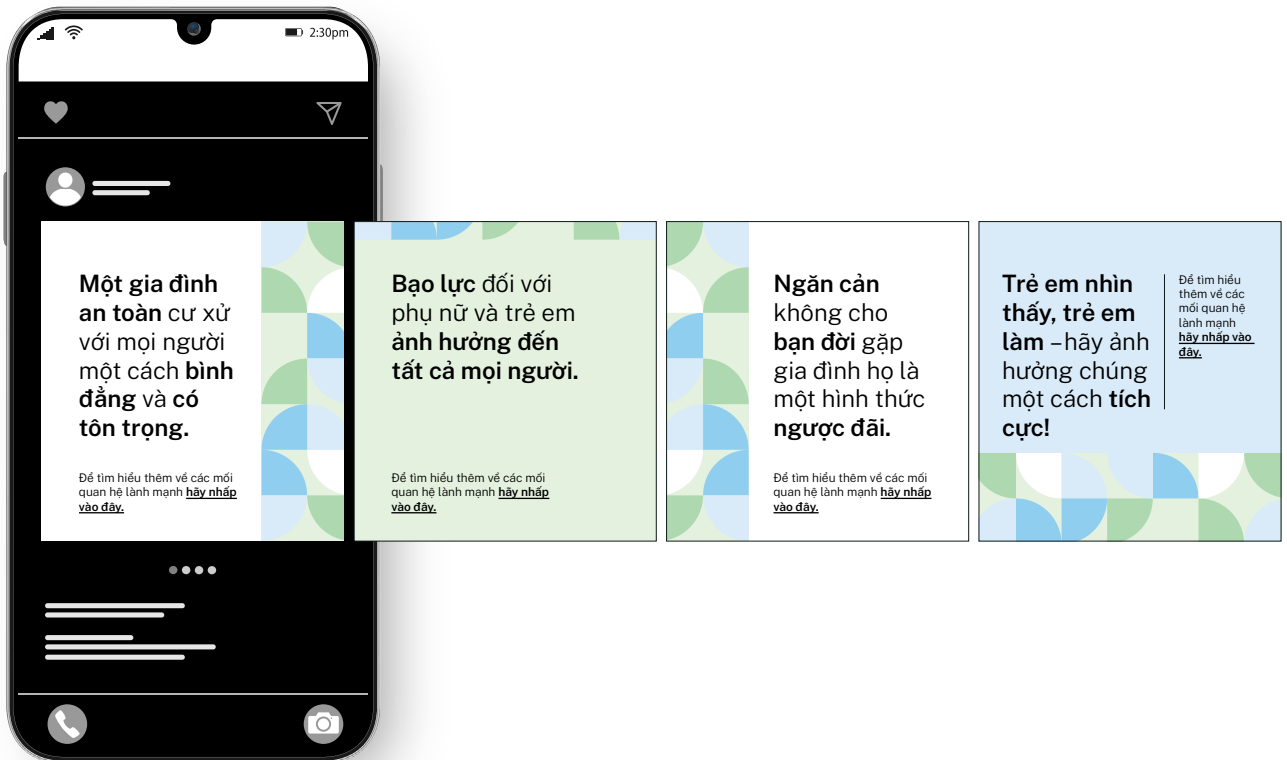 2:30pm
Một gia đình
an toàn cư xử
với mọi người
một cách bình
đẳng và có
tôn trọng.
Để tìm hiểu thêm về các mối
quan hệ lành mạnh hãy nhấp
vào đây.
Bạo lực đối với
phụ nữ và trẻ em
ảnh hưởng đến
tất cả mọi người.
Để tìm hiểu thêm về các mối
quan hệ lành mạnh hãy nhấp
vào đây.
Ngăn cản
không cho
bạn đời gặp
gia đình họ là
một hình thức
ngược đãi.
Để tìm hiểu thêm về các mối
quan hệ lành mạnh hãy nhấp
vào đây.
Trẻ em nhìn
thấy, trẻ em
làm –hãy ảnh
hưởng chúng
một cách tích
cực!
Để tìm hiểu
thêm về các
mối quan hệ
lành mạnh
hãy nhấp vào
đây.